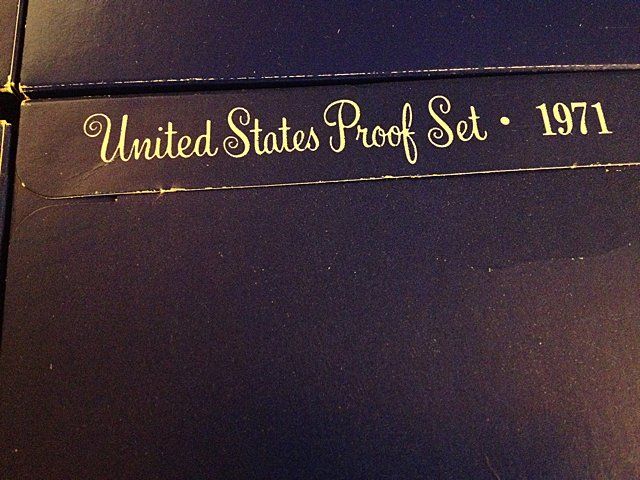 United States Proof Set • 1971